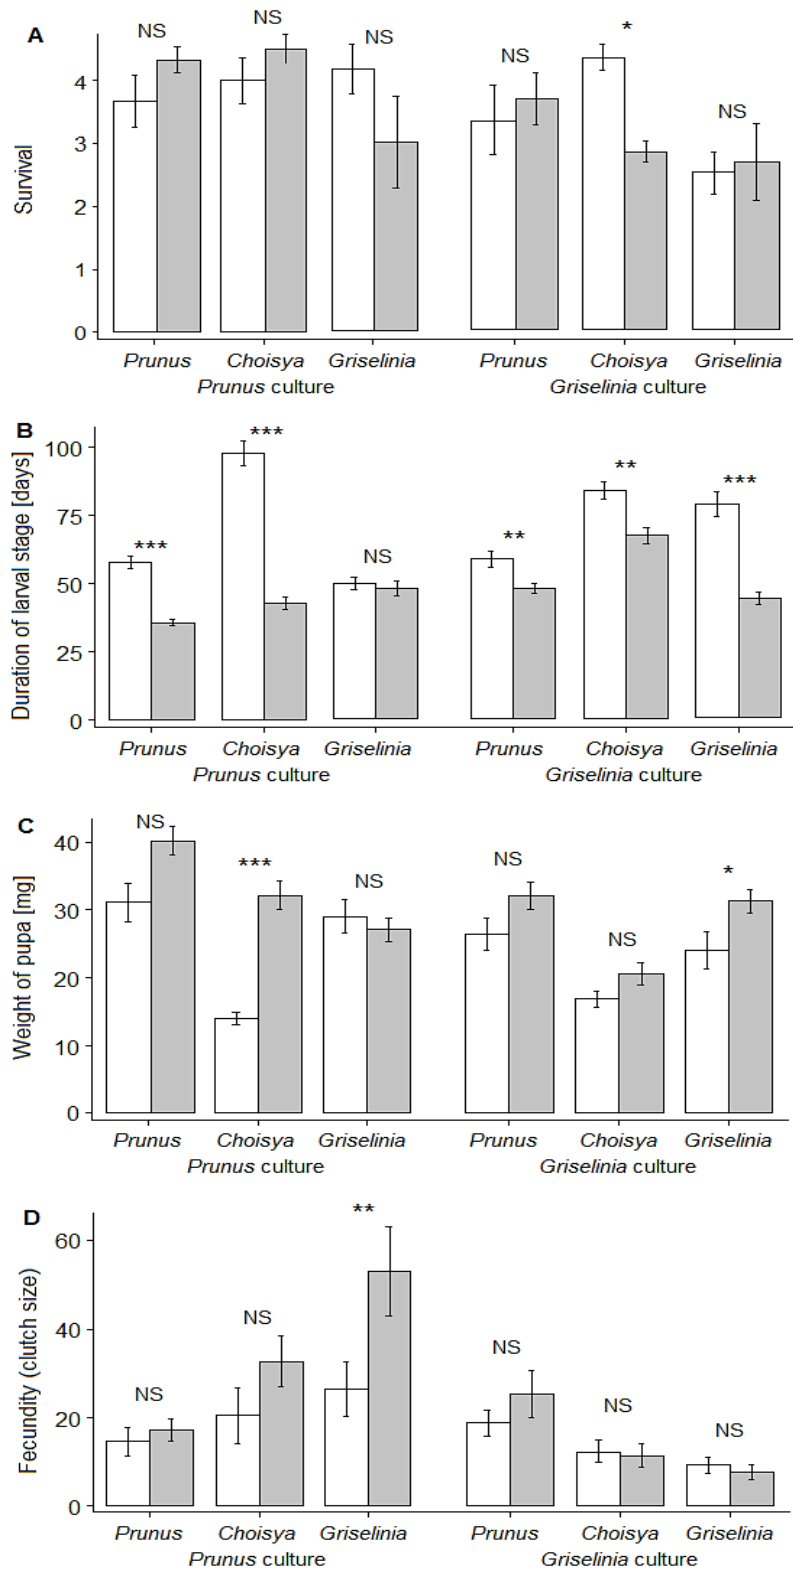 A
NS NS NS NS * NS
Survival
4
3
2
1
0
Prunus Choisya Griselinia Prunus Choisya Griselinia
Prunus culture Griselinia culture
B
*** *** NS ** ** ***
Duration of larval stage [days]
100
75
50
25
0
Prunus Choisya Griselinia Prunus Choisya Griselinia
Prunus culture Griselinia culture
C
NS *** NS NS NS *
Weight of pupa [mg]
40
30
20
10
0
Prunus Choisya Griselinia Prunus Choisya Griselinia
Prunus culture Griselinia culture
D
NS NS ** NS NS NS
Fecundity (clutch size)
60
40
20
0
Prunus Choisya Griselinia Prunus Choisya Griselinia
Prunus culture Griselinia culture